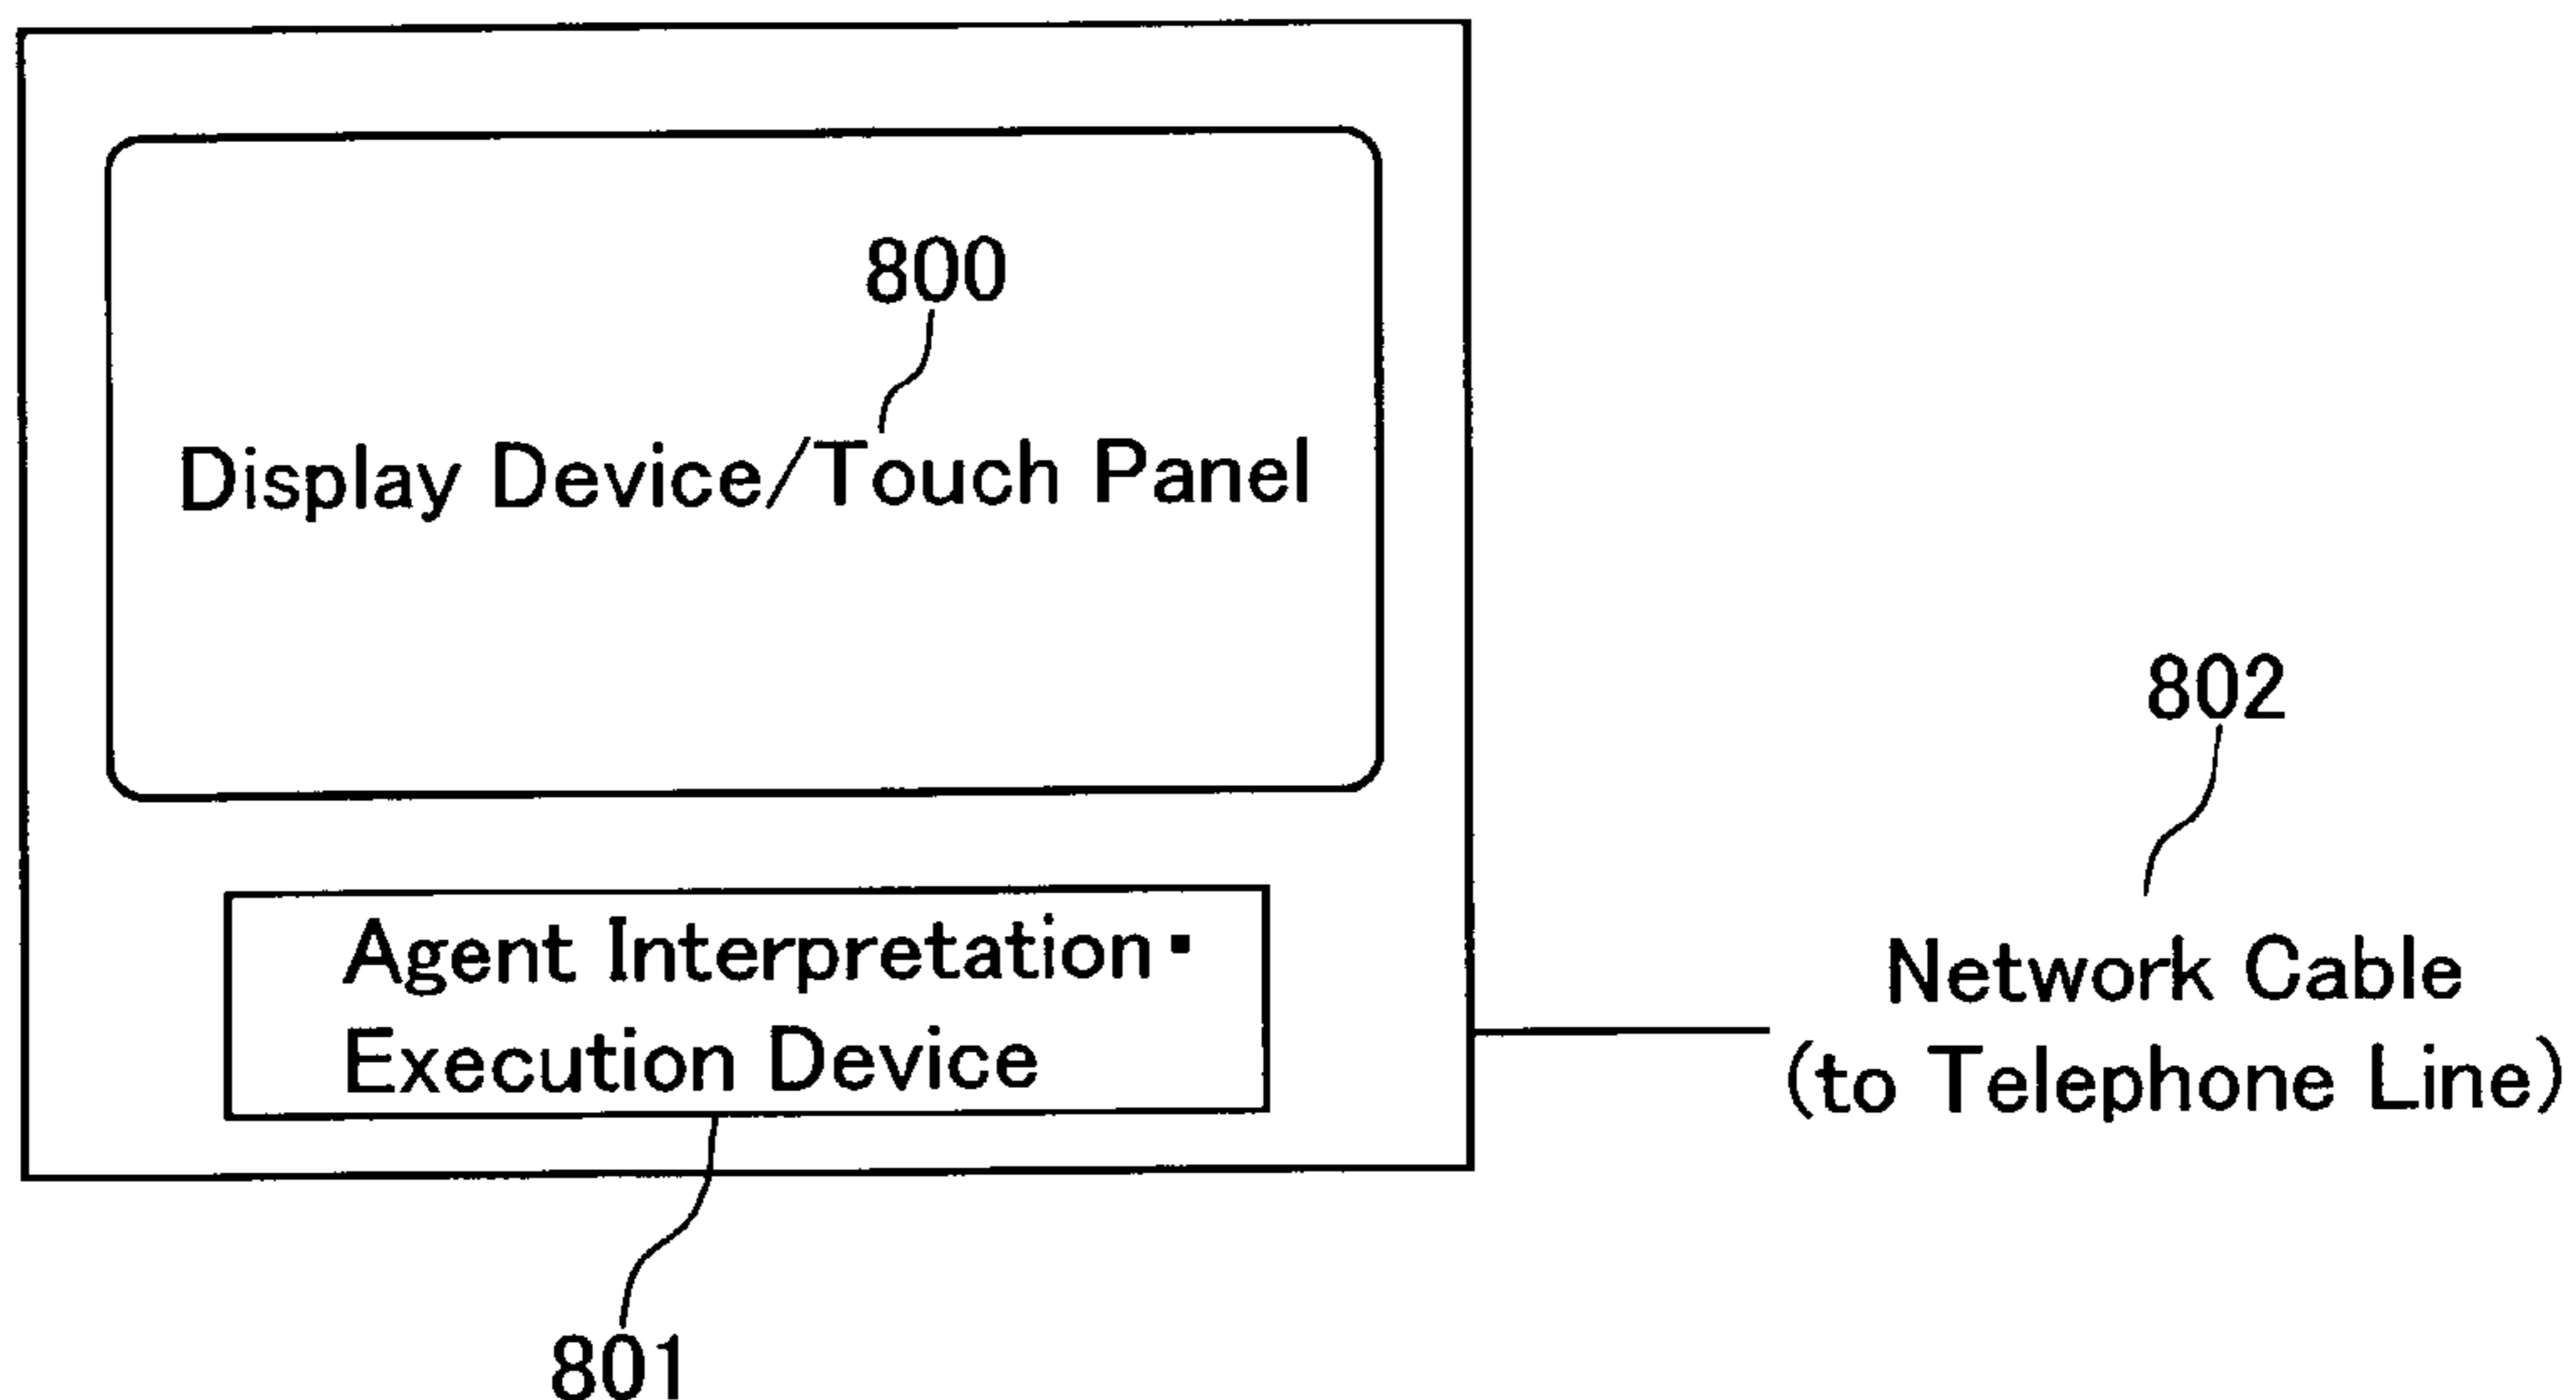 800
Display Device/Touch Panel
802
Agent Interpretation・
Execution Device
Network Cable
(to Telephone Line)
801